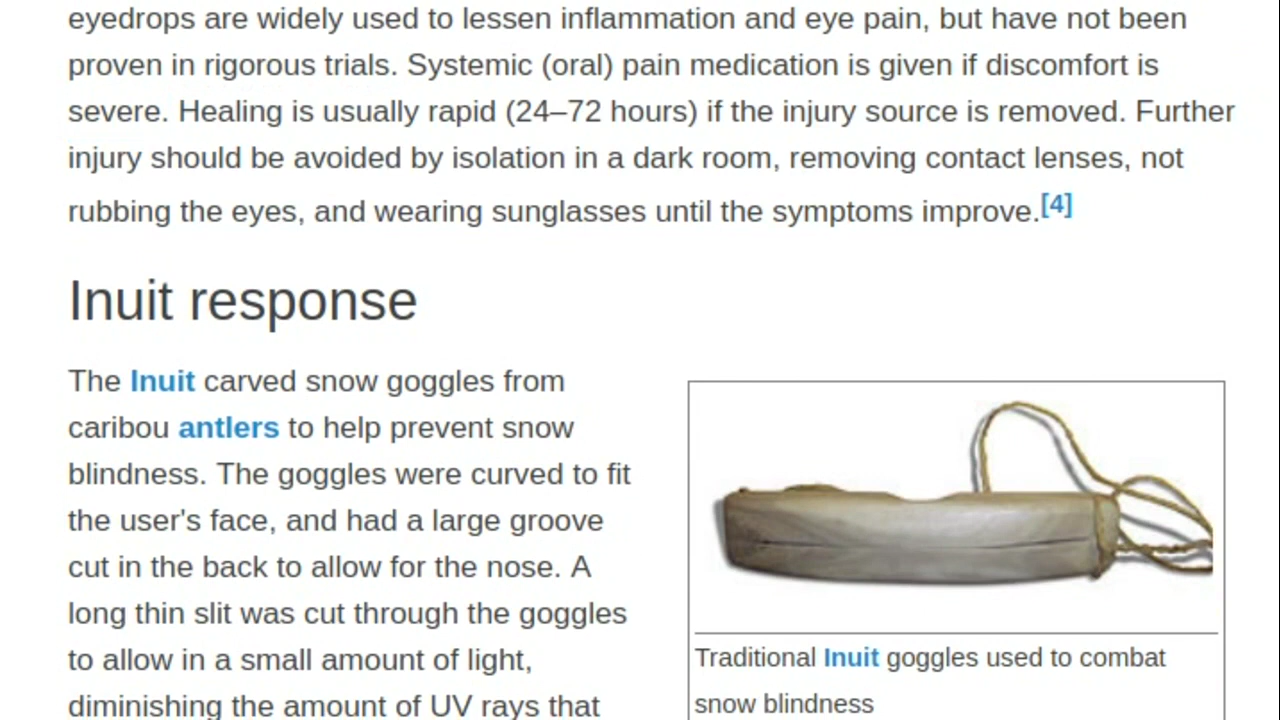 eyedrops are widely used to lessen inflammation and eye pain, but have not been
proven in rigorous trials. Systemic (oral) pain medication is given if discomfort is
severe. Healing is usually rapid (24–72 hours) if the injury source is removed. Further
injury should be avoided by isolation in a dark room, removing contact lenses, not
rubbing the eyes, and wearing sunglasses until the symptoms improve.[4]
Inuit response
The Inuit carved snow goggles from
caribou antlers to help prevent snow
blindness. The goggles were curved to fit
the user's face, and had a large groove
cut in the back to allow for the nose. A
long thin slit was cut through the goggles
to allow in a small amount of light,
diminishing the amount of UV rays that
Traditional Inuit goggles used to combat
snow blindness